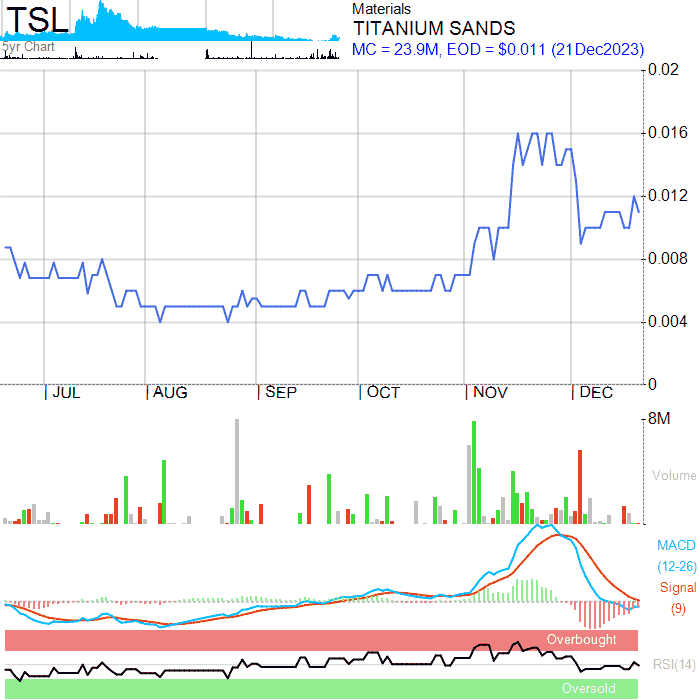 TSL
5yr Chart
Materials
TITANIUM SANDS
MC = 23.9M, EOD = $0.011 (21Dec2023)
0.02
0.016
0.012
0.008
0.004
0
JUL AUG SEP OCT NOV DEC
8M
Volume
MACD
(12-26)
Signal
(9)
Overbought
RSI(14)
Oversold